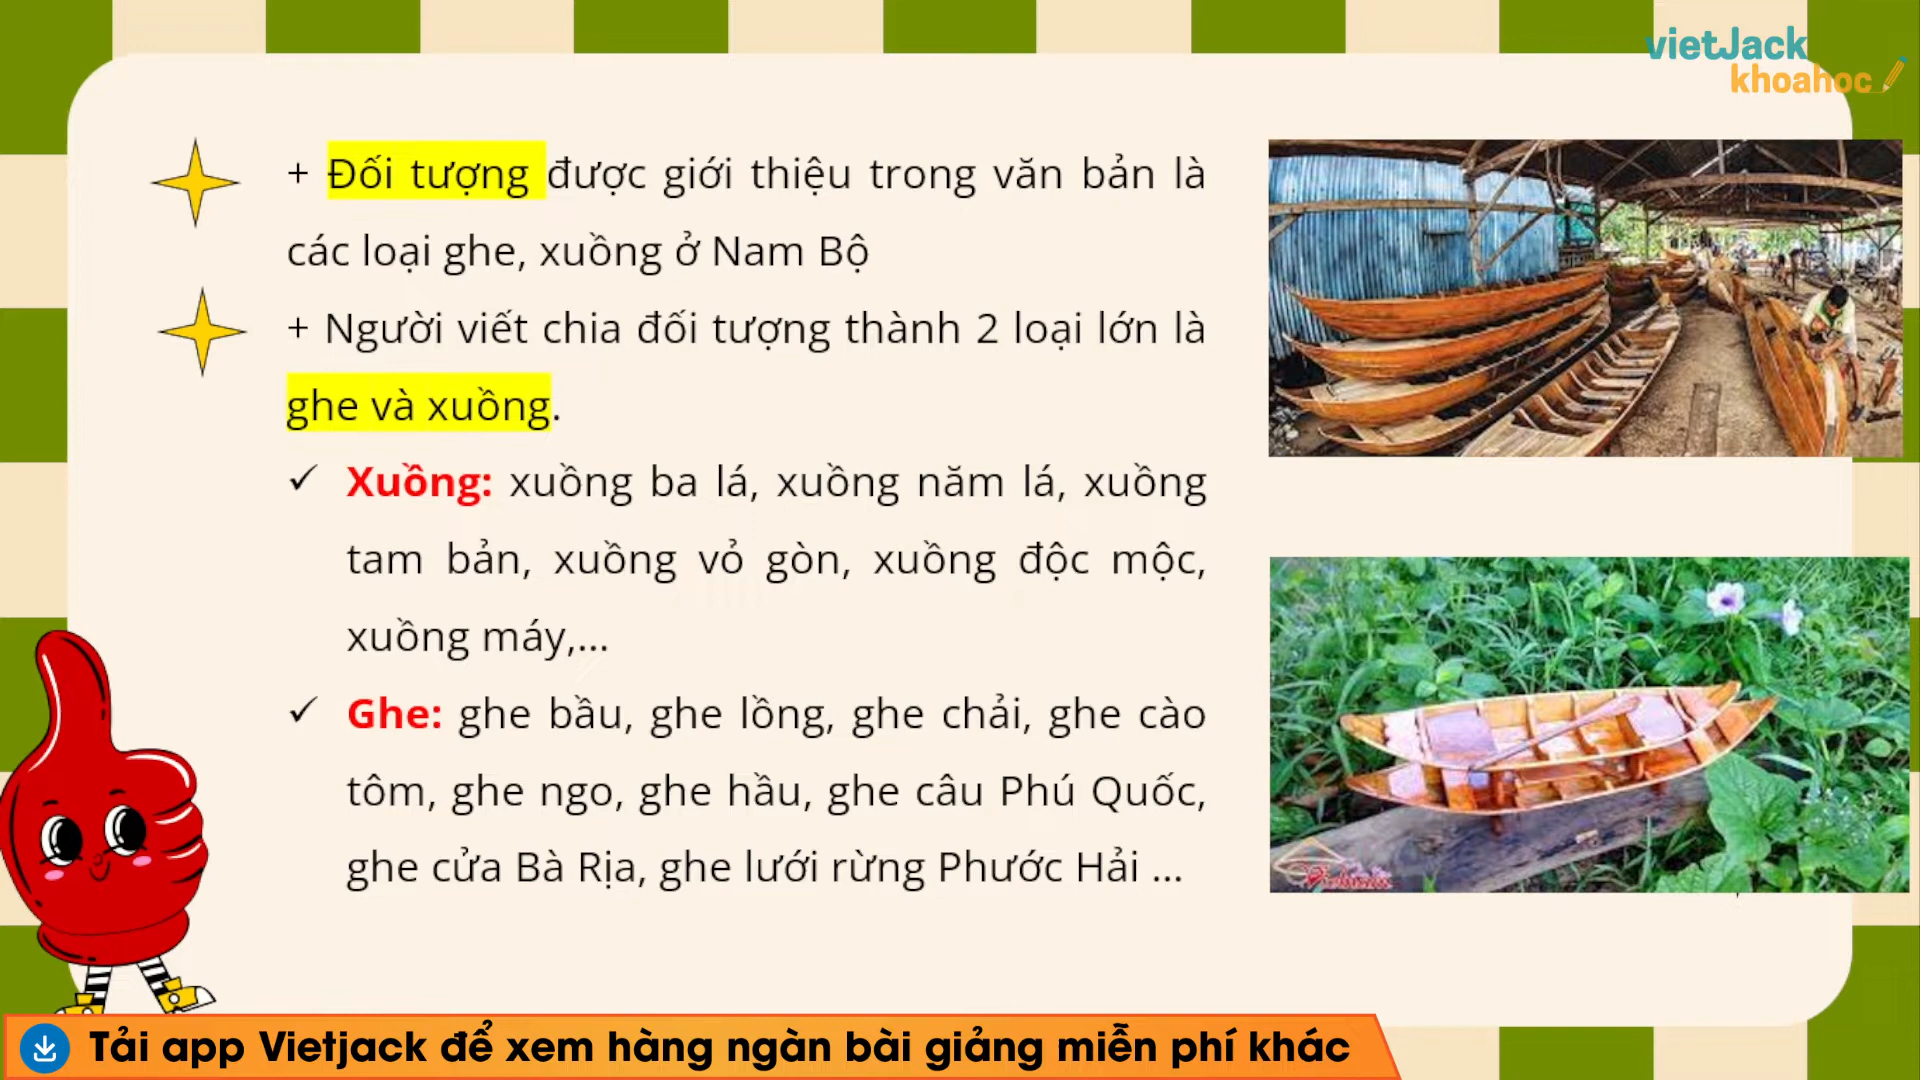 vietJack
khoahoc
+ Đối tượng được giới thiệu trong văn bản là
các loại ghe, xuồng ở Nam Bộ
+ Người viết chia đối tượng thành 2 loại lớn là
ghe và xuồng.
✓ Xuồng: xuồng ba lá, xuồng năm lá, xuồng
tam bản, xuồng vỏ gòn, xuồng độc mộc,
xuồng máy,...
✓ Ghe: ghe bầu, ghe lồng, ghe chải, ghe cào
tôm, ghe ngo, ghe hầu, ghe câu Phú Quốc,
ghe cửa Bà Rịa, ghe lưới rừng Phước Hải ...
Tải app Vietjack để xem hàng ngàn bài giảng miễn phí khác